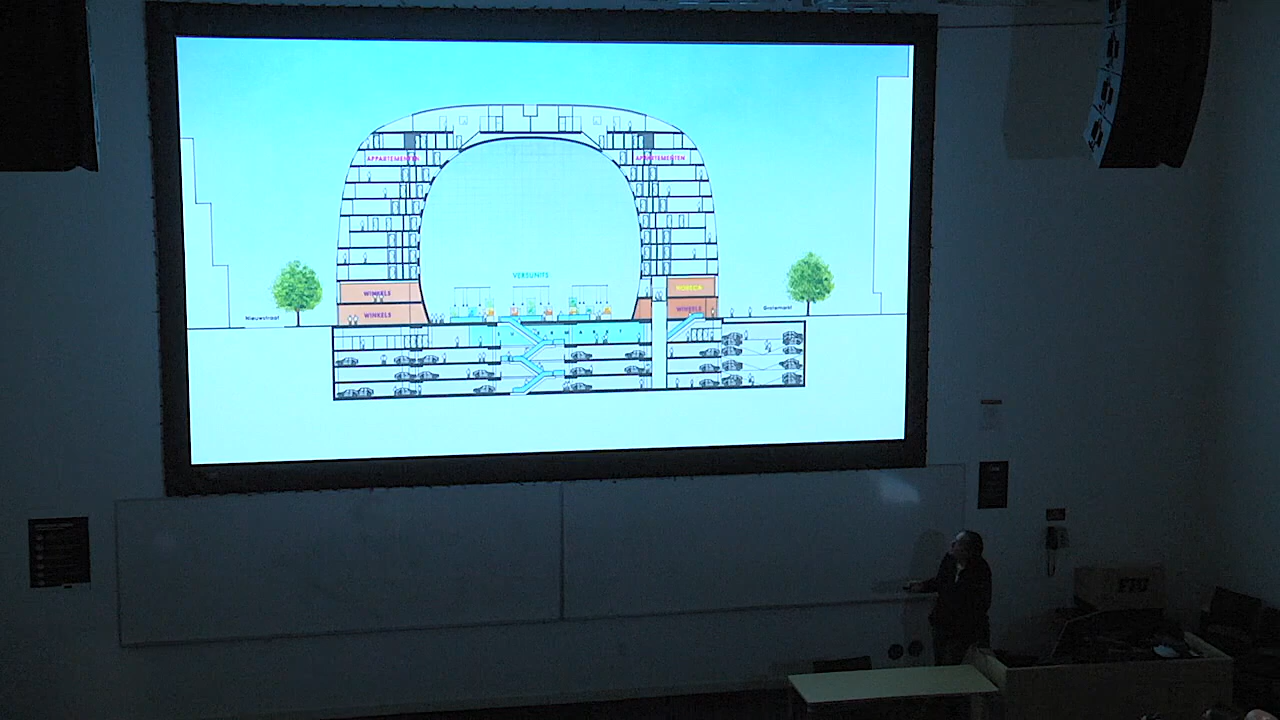 APPARTEMENTEN
APPARTEMENTEN
VERSUNITS
WINKELS
HORECA
WINKELS
WINKELS
Nieuwstraat
Grotemarkt